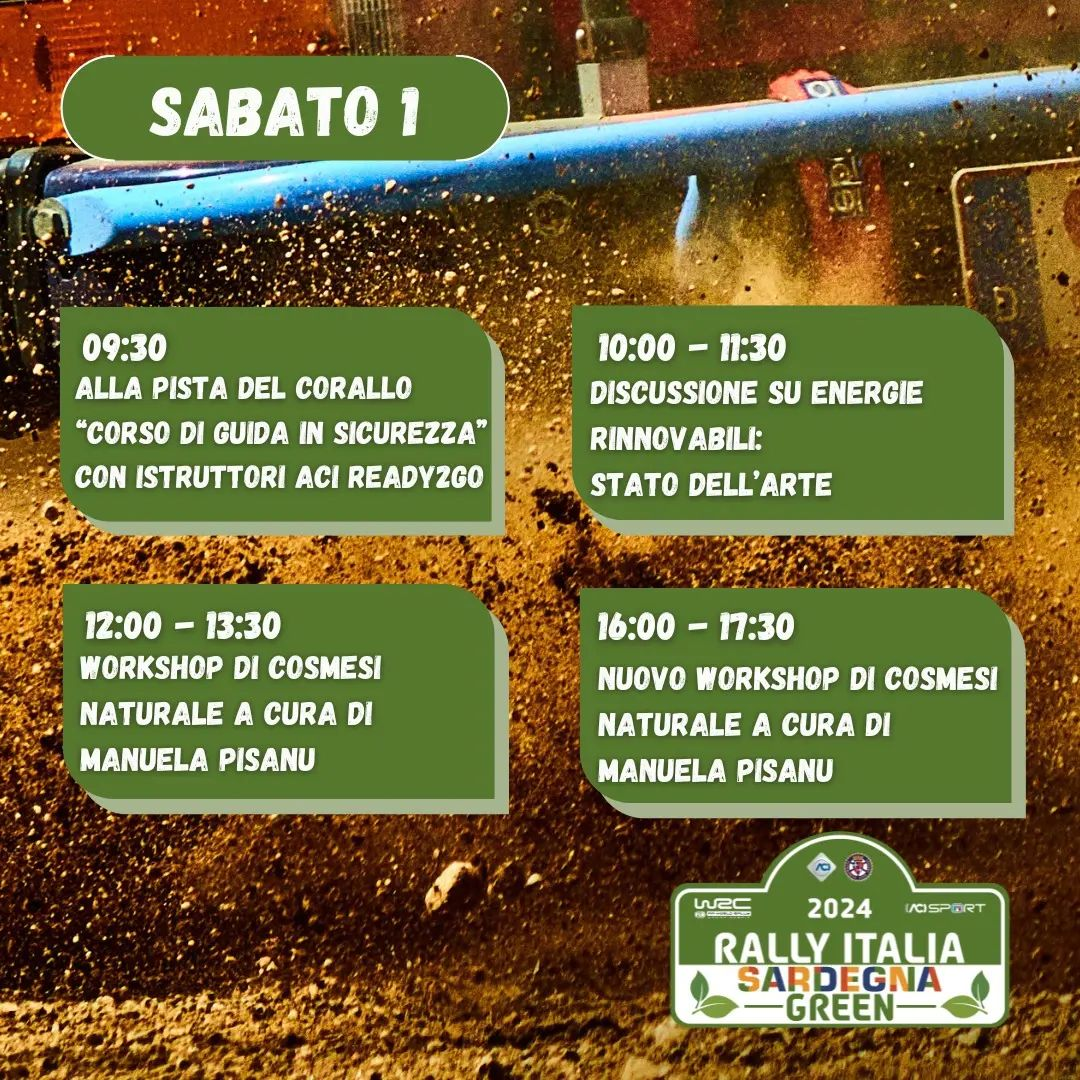 SABATO 1
09:30
ALLA PISTA DEL CORALLO
“CORSO DI GUIDA IN SICUREZZA”
CON ISTRUTTORI ACI READY2GO
10:00 – 11:30
DISCUSSIONE SU ENERGIE
RINNOVABILI:
STATO DELL’ARTE
12:00 – 13:30
WORKSHOP DI COSMESI
NATURALE A CURA DI
MANUELA PISANU
16:00 – 17:30
NUOVO WORKSHOP DI COSMESI
NATURALE A CURA DI
MANUELA PISANU
WRC
2024
ACI SPORT
RALLY ITALIA
SARDEGNA
GREEN